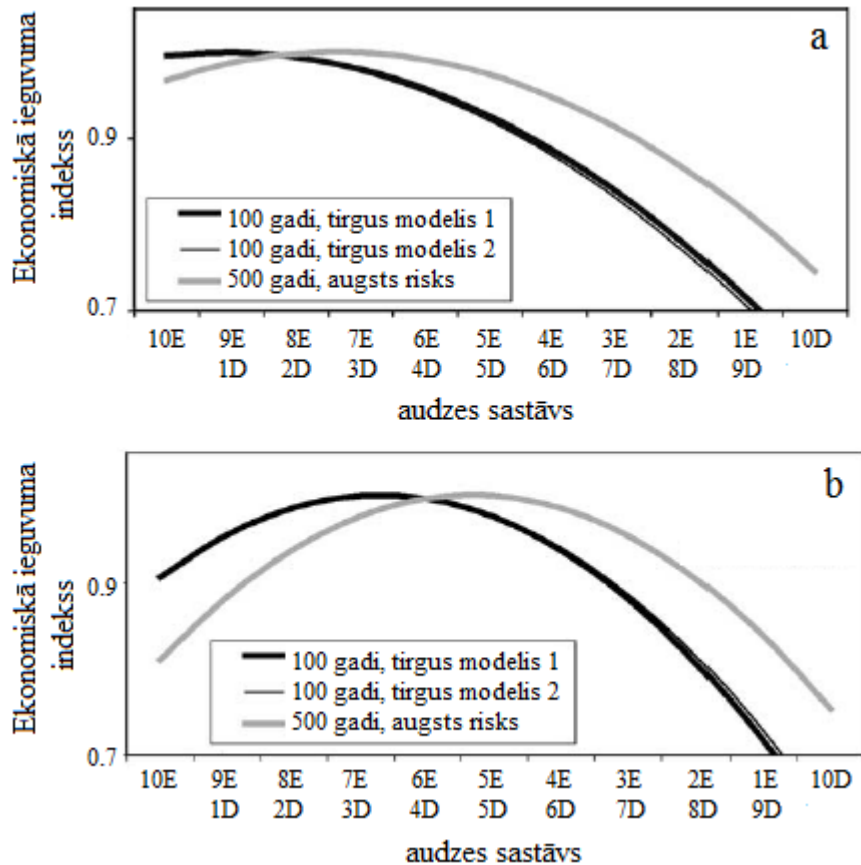 a
Ekonomiskā ieguvuma
indekss
0.9
0.7
100 gadi, tirgus modelis 1
100 gadi, tirgus modelis 2
500 gadi, augsts risks
10E 9E 8E 7E 6E 5E 4E 3E 2E 1E 10D
1D 2D 3D 4D 5D 6D 7D 8D 9D
audzes sastāvs
b
Ekonomiskā ieguvuma
indekss
0.9
0.7
100 gadi, tirgus modelis 1
100 gadi, tirgus modelis 2
500 gadi, augsts risks
10E 9E 8E 7E 6E 5E 4E 3E 2E 1E 10D
1D 2D 3D 4D 5D 6D 7D 8D 9D
audzes sastāvs